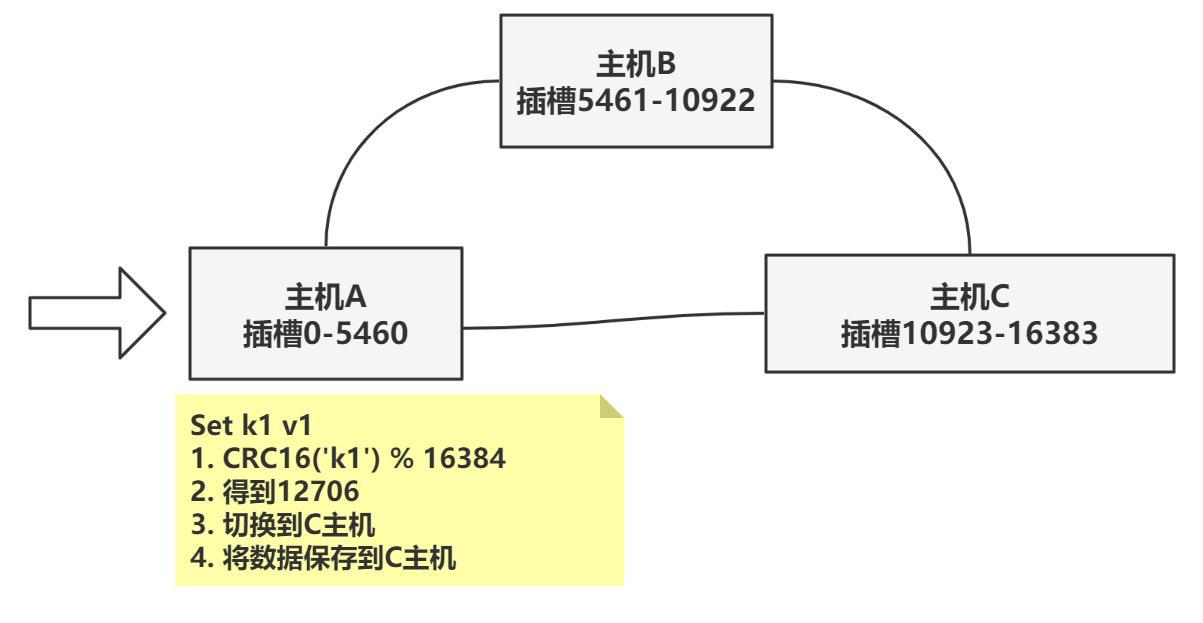 主机B
插槽5461-10922
主机A
插槽0-5460
主机C
插槽10923-16383
Set k1 v1
1. CRC16('k1') % 16384
2. 得到12706
3. 切换到C主机
4. 将数据保存到C主机